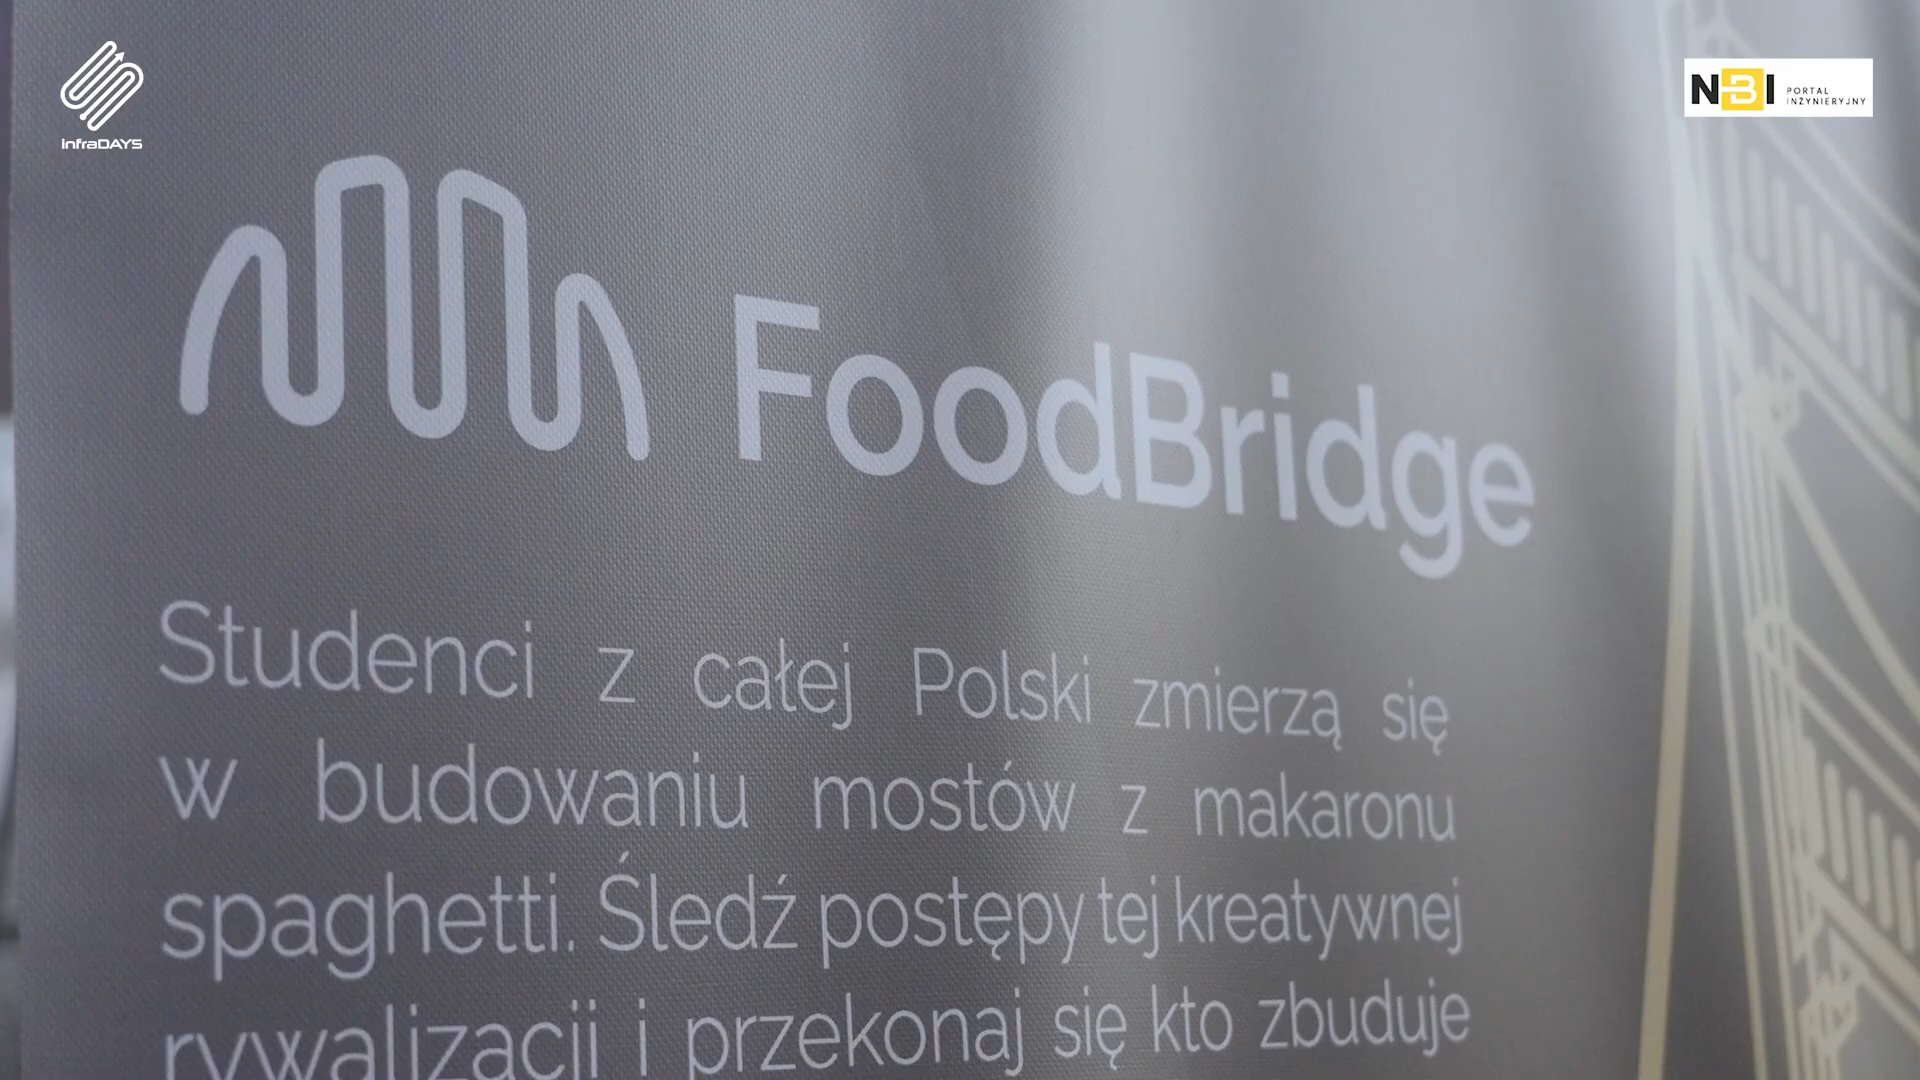 infraDAYS
NBI PORTAL
INŻYNIERYJNY
FoodBridge
Studenci z całej Polski zmierzą się
w budowaniu mostów z makaronu
spaghetti. Śledź postępy tej kreatywnej
rywalizacji i przekonaj się kto zbuduje